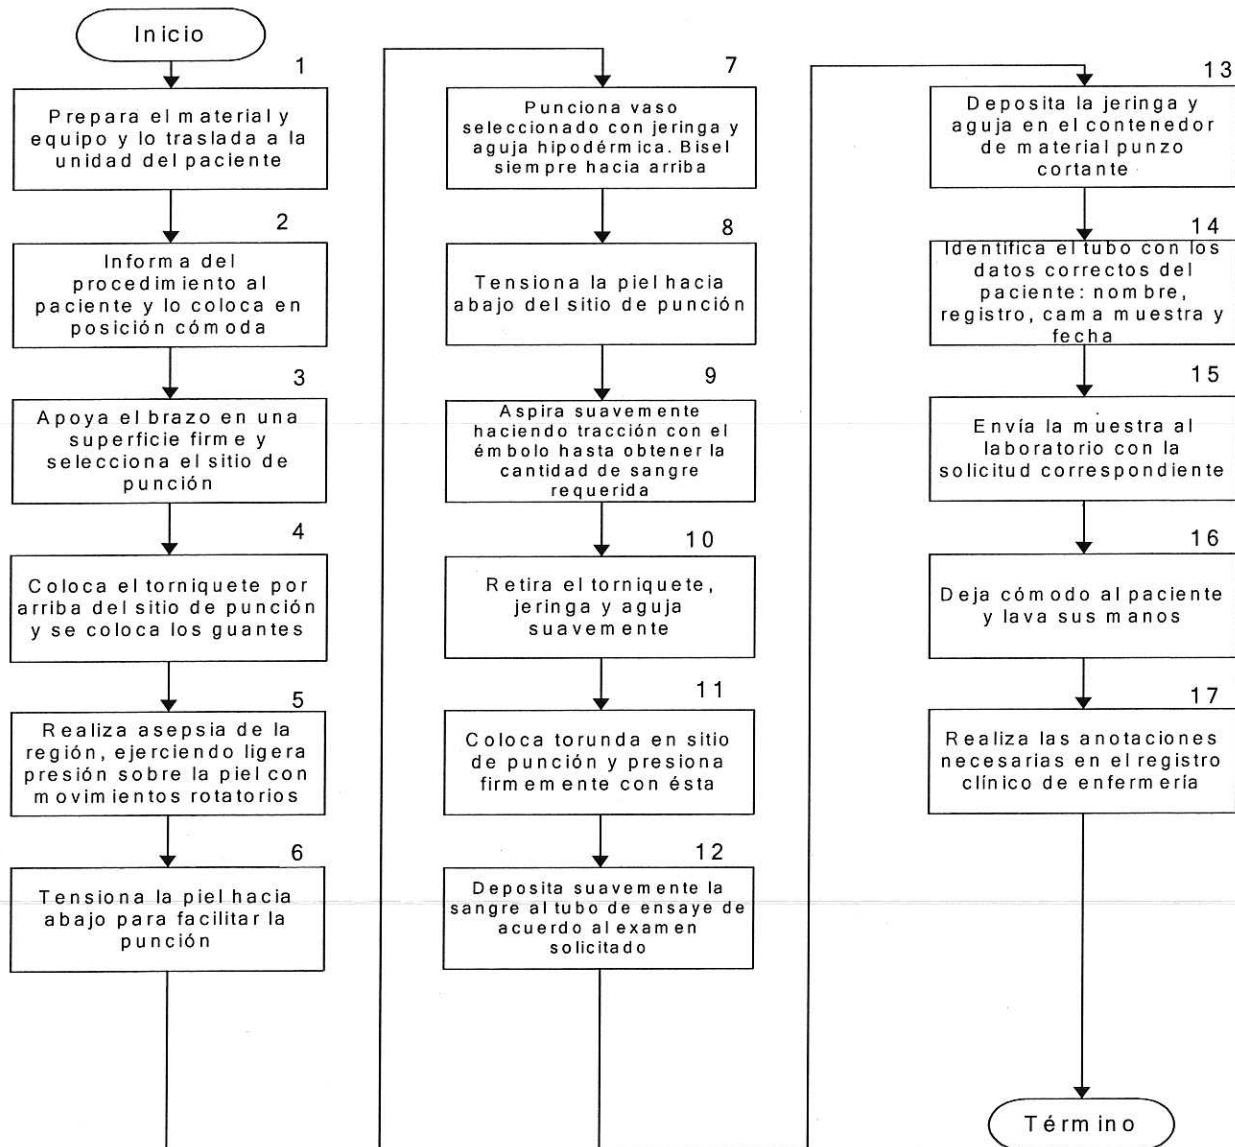 Inicio
1
Prepara el material y
equipo y lo traslada a la
unidad del paciente
2
Informa del
procedimiento al
paciente y lo coloca en
posición cómoda
3
Apoya el brazo en una
superficie firme y
selecciona el sitio de
punción
4
Coloca el torniquete por
arriba del sitio de punción
y se coloca los guantes
5
Realiza asepsia de la
región, ejerciendo ligera
presión sobre la piel con
movimientos rotatorios
6
Tensiona la piel hacia
abajo para facilitar la
punción
7
Punciona vaso
seleccionado con jeringa y
aguja hipodérmica. Bisel
siempre hacia arriba
8
Tensiona la piel hacia
abajo del sitio de punción
9
Aspira suavemente
haciendo tracción con el
émbolo hasta obtener la
cantidad de sangre
requerida
10
Retira el torniquete,
jeringa y aguja
suavemente
11
Coloca torunda en sitio
de punción y presiona
firmemente con ésta
12
Deposita suavemente la
sangre al tubo de ensaye de
acuerdo al examen
solicitado
13
Deposita la jeringa y
aguja en el contenedor
de material punzo
cortante
14
Identifica el tubo con los
datos correctos del
paciente: nombre,
registro, cama muestra y
fecha
15
Envía la muestra al
laboratorio con la
solicitud correspondiente
16
Deja cómodo al paciente
y lava sus manos
17
Realiza las anotaciones
necesarias en el registro
clínico de enfermería
Término